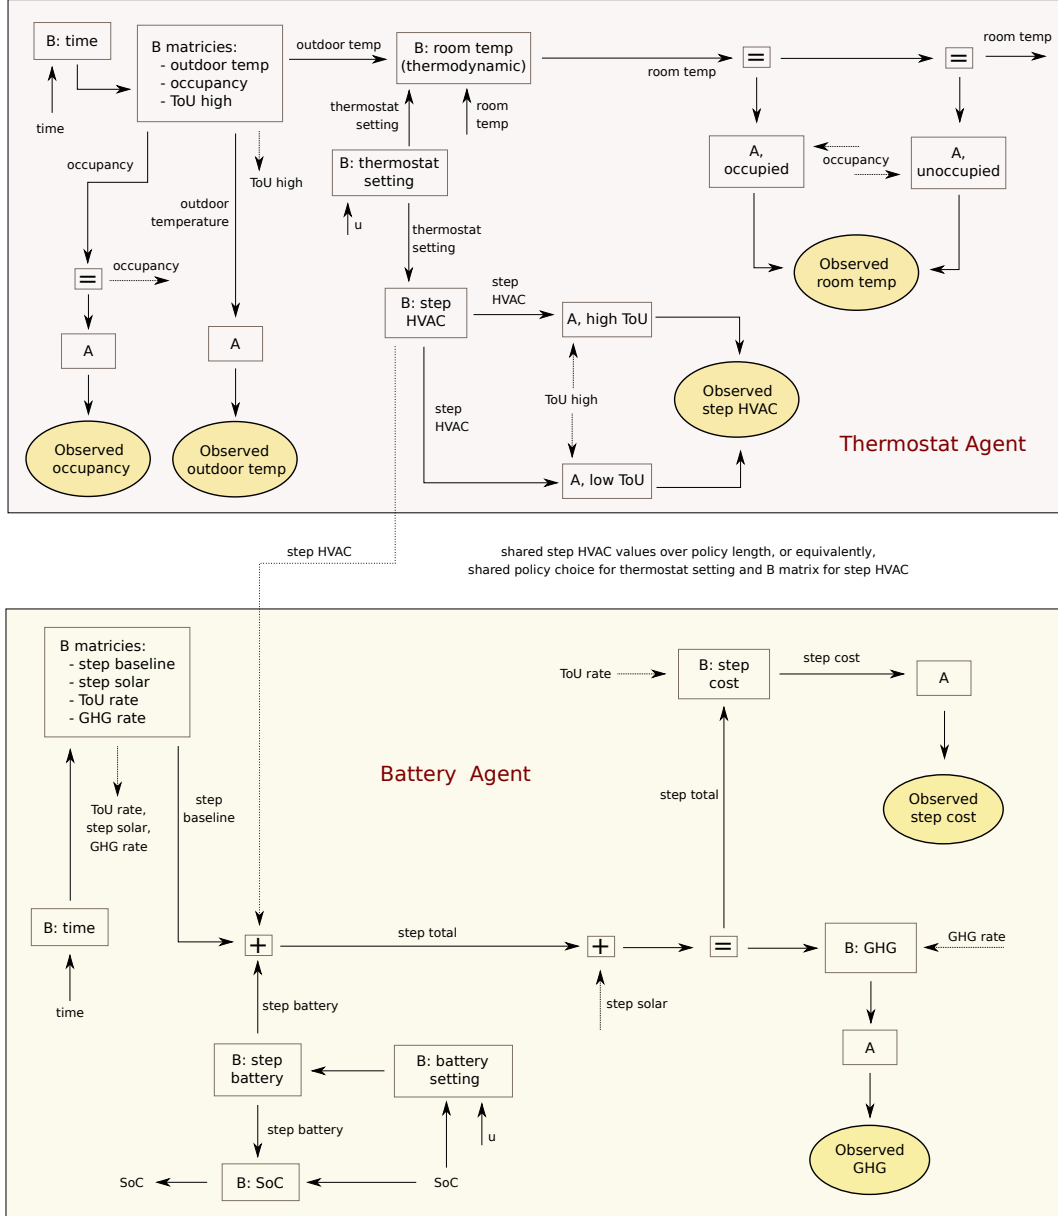 B: time
B matricies:
- outdoor temp
- occupancy
- ToU high
outdoor temp
B: room temp
(thermodynamic)
room temp
=
=
room temp
time
thermostat
setting
room
temp
occupancy
ToU high
B: thermostat
setting
u
A,
occupied
occupancy
A,
unoccupied
outdoor
temperature
thermostat
setting
=
occupancy
Observed
room temp
B: step
HVAC
step
HVAC
A, high ToU
A
A
ToU high
Observed
step HVAC
step
HVAC
Observed
occupancy
Observed
outdoor temp
A, low ToU
Thermostat Agent
step HVAC
shared step HVAC values over policy length, or equivalently,
shared policy choice for thermostat setting and B matrix for step HVAC
B matricies:
- step baseline
- step solar
- ToU rate
- GHG rate
ToU rate
B: step
cost
step cost
A
Battery Agent
ToU rate,
step solar,
GHG rate
step
baseline
step total
Observed
step cost
B: time
+
step total
+
=
B: GHG
GHG rate
time
step battery
step solar
A
B: step
battery
B: battery
setting
step battery
u
Observed
GHG
SoC
B: SoC
SoC